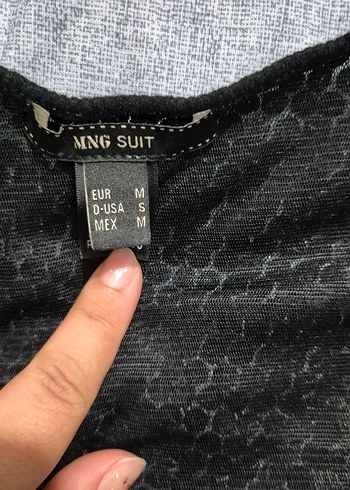 MNG SUIT
EUR M
D-USA S
MEX M